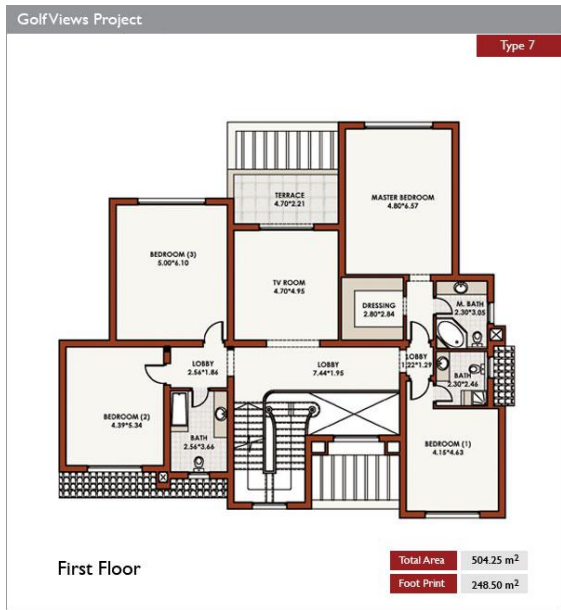 Golf Views Project
Type 7
TERRACE
4.70*2.21
MASTER BEDROOM
4.80*6.57
BEDROOM (3)
5.00*6.10
TV ROOM
4.70*4.95
DRESSING
2.80*2.84
M. BATH
2.30*3.05
LOBBY
2.56*1.86
LOBBY
7.44*1.95
LOBBY
1.22*1.29
BATH
2.30*2.46
BEDROOM (2)
4.39*5.34
BATH
2.56*3.66
BEDROOM (1)
4.15*4.63
First Floor
Total Area 504.25 m²
Foot Print 248.50 m²